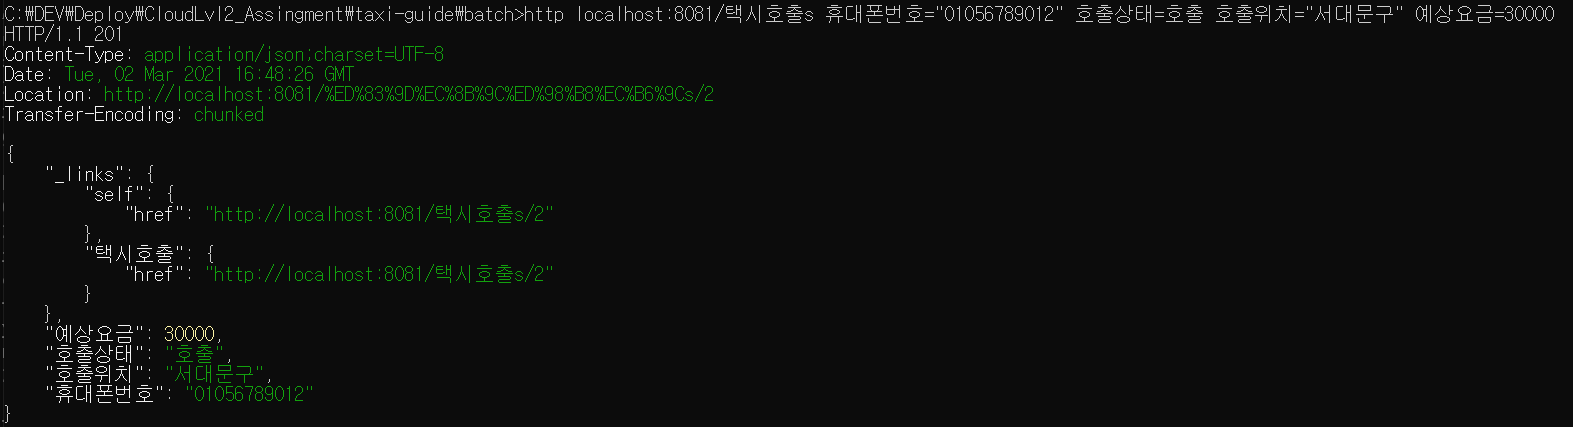 C:₩DEV₩Deploy₩CloudLvl2_Assingment₩taxi-guide₩batch>http localhost:8081/택시호출s 휴대폰번호="01056789012" 호출상태=호출 호출위치="서대문구" 예상요금=30000
HTTP/1.1 201
Content-Type: application/json;charset=UTF-8
Date: Tue, 02 Mar 2021 16:48:26 GMT
Location: http://localhost:8081/%ED%83%9D%EC%8B%9C%ED%98%B8%EC%B6%9Cs/2
Transfer-Encoding: chunked
{
    "_links": {
        "self": {
            "href": "http://localhost:8081/택시호출s/2"
        },
        "택시호출": {
            "href": "http://localhost:8081/택시호출s/2"
        }
    },
    "예상요금": 30000,
    "호출상태": "호출",
    "호출위치": "서대문구",
    "휴대폰번호": "01056789012"
}